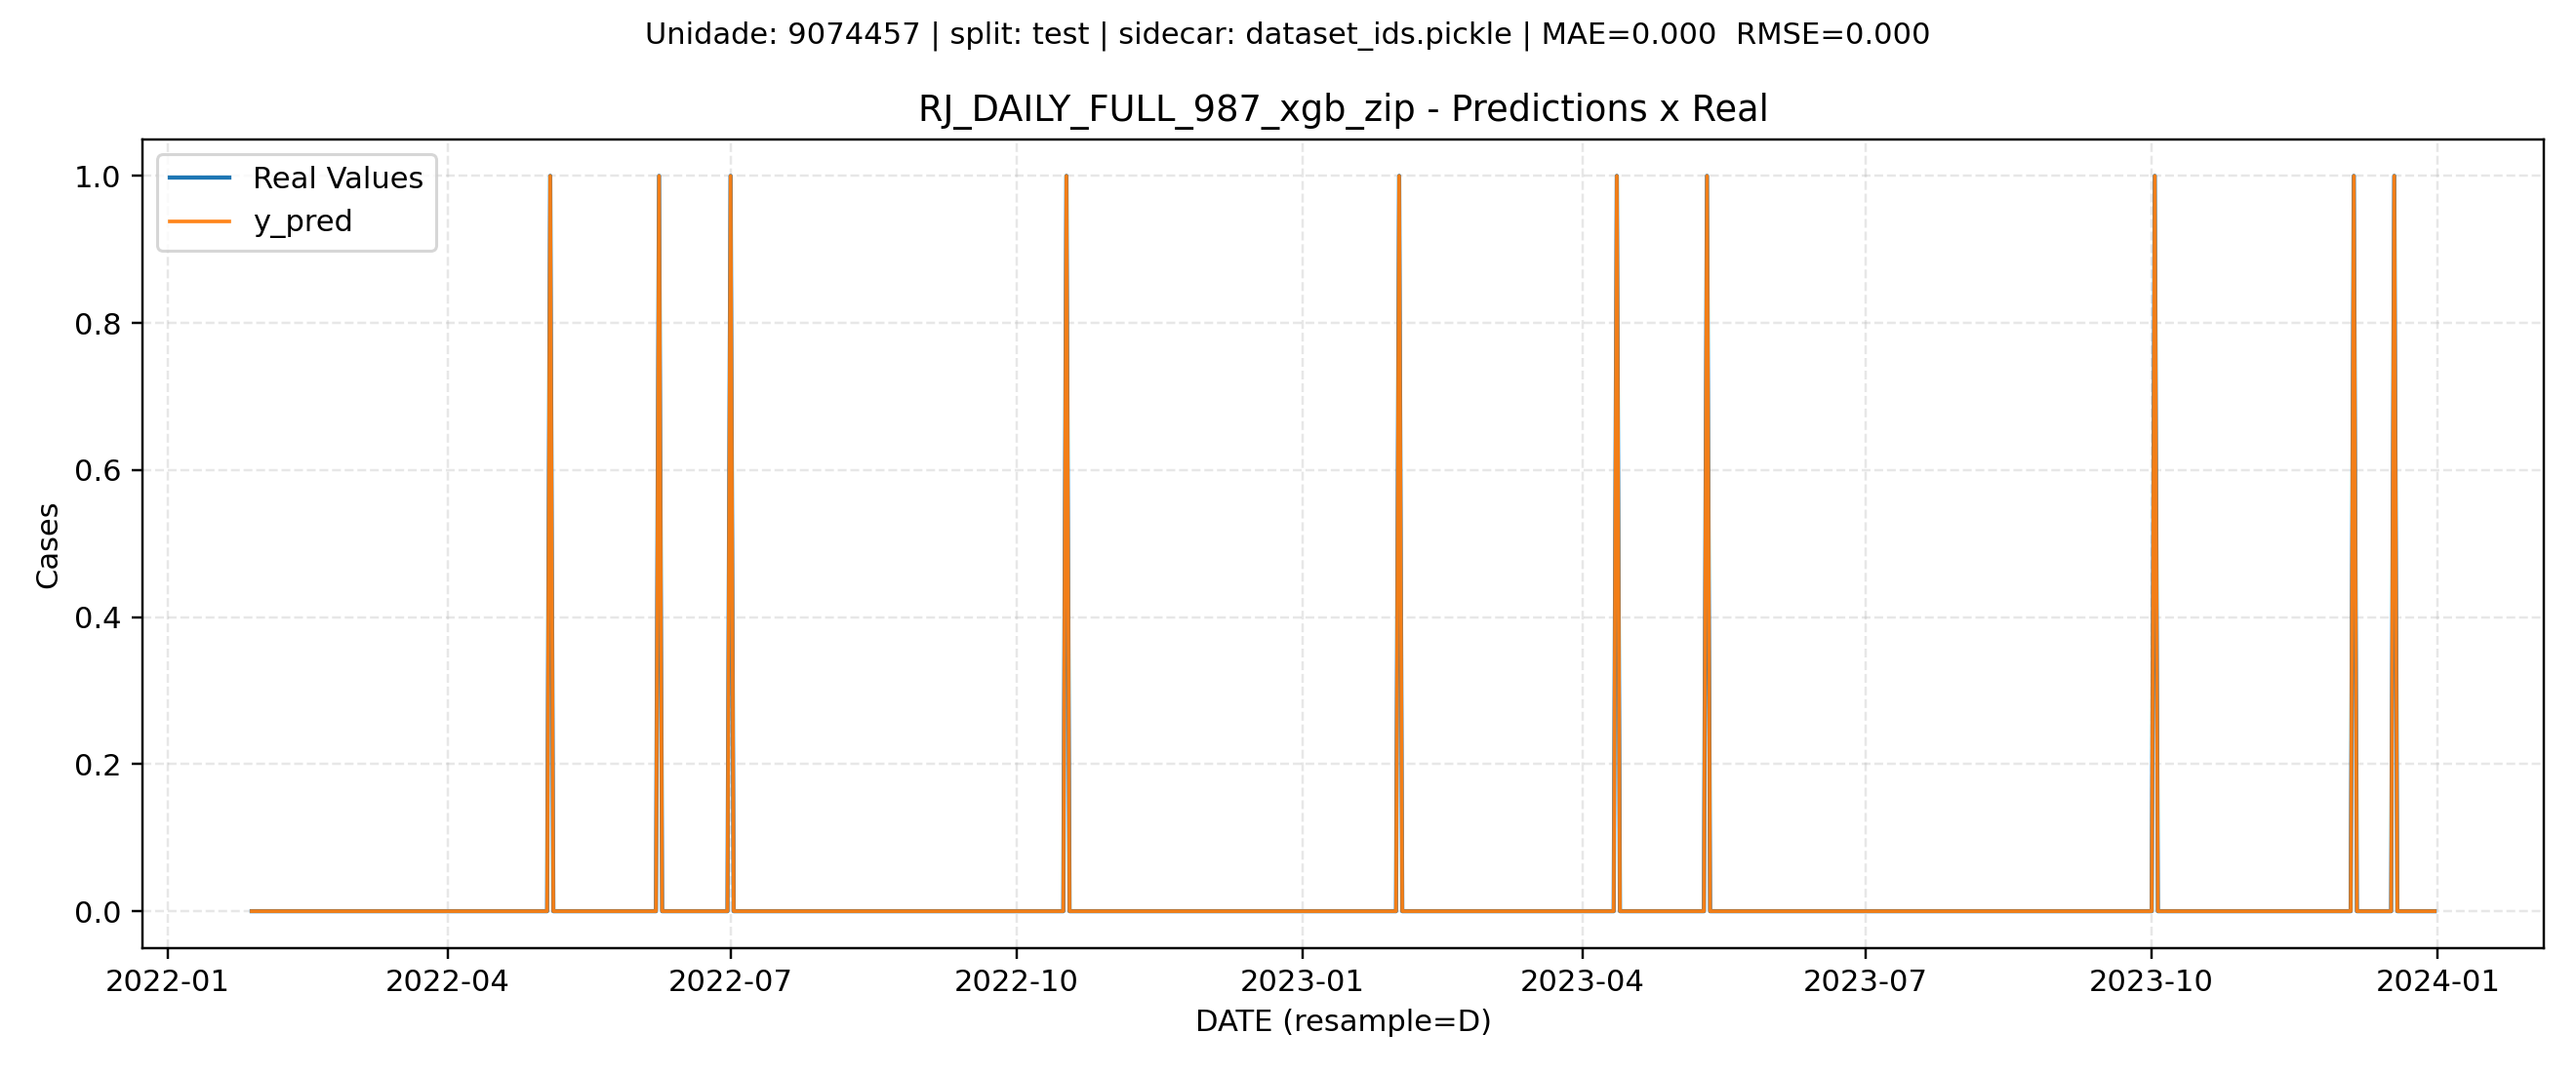 Unidade: 9074457 | split: test | sidecar: dataset_ids.pickle | MAE=0.000  RMSE=0.000
RJ_DAILY_FULL_987_xgb_zip - Predictions x Real
Real Values
y_pred
1.0
0.8
0.6
0.4
0.2
0.0
Cases
2022-01 2022-04 2022-07 2022-10 2023-01 2023-04 2023-07 2023-10 2024-01
DATE (resample=D)